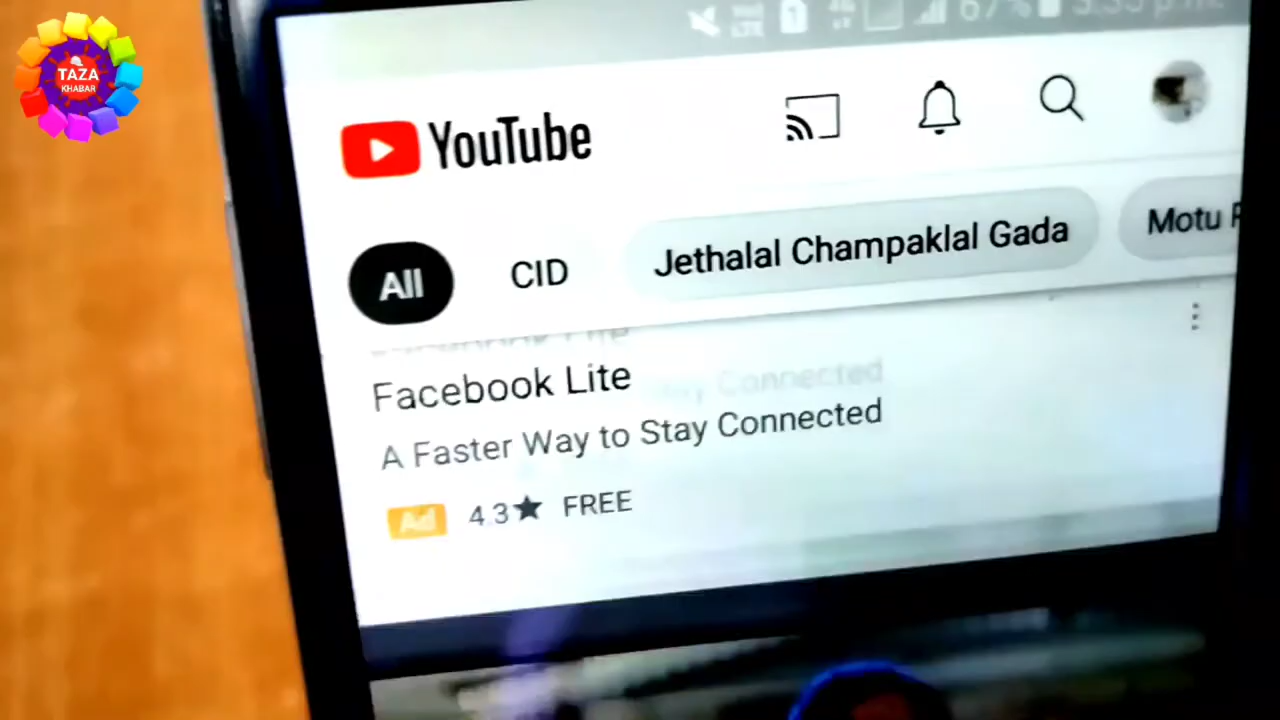 TAZA
KHABAR
67%
YouTube
All
CID
Jethalal Champaklal Gada
Motu
Facebook Lite
A Faster Way to Stay Connected
Ad
4.3★ FREE